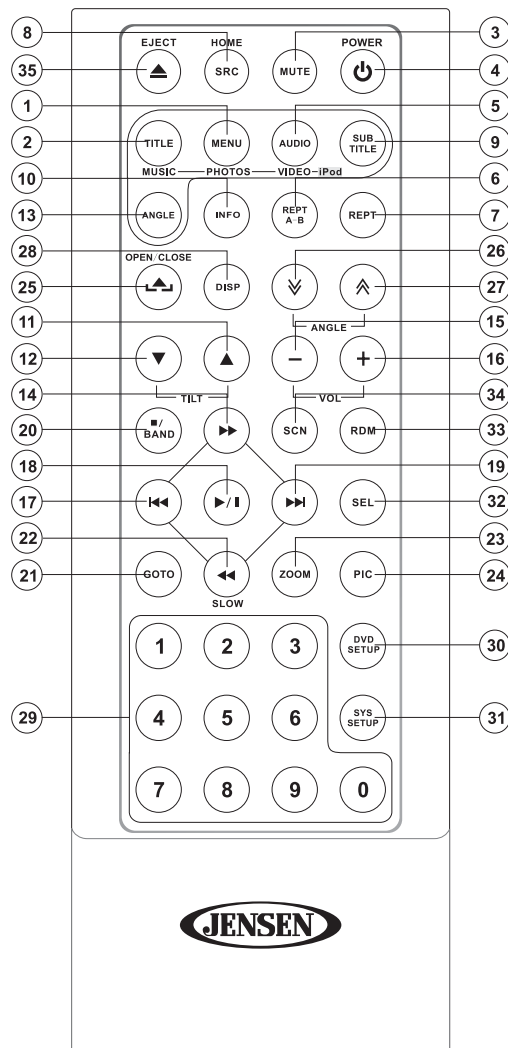 8 EJECT HOME POWER 3
35 SRC MUTE 4
1 5
2 TITLE MENU AUDIO SUB TITLE 9
10 MUSIC PHOTOS VIDEO iPod 6
13 ANGLE INFO REPT A-B REPT 7
28 26
OPEN/CLOSE
25 DISP 27
11 ANGLE 15
12 − + 16
14 TILT VOL 34
20 ■/ BAND SCN RDM 33
18 19
17 ▶/II SEL 32
22 23
21 GOTO ZOOM PIC 24
SLOW
1 2 3 DVD SETUP 30
29 4 5 6 SYS SETUP 31
7 8 9 0
JENSEN